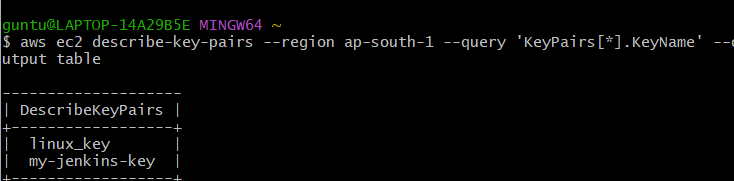 guntu@LAPTOP-14A29B5E MINGW64 ~
$ aws ec2 describe-key-pairs --region ap-south-1 --query 'KeyPairs[*].KeyName' --o
utput table
--------------------
| DescribeKeyPairs |
+------------------+
| linux_key |
| my-jenkins-key |
+------------------+